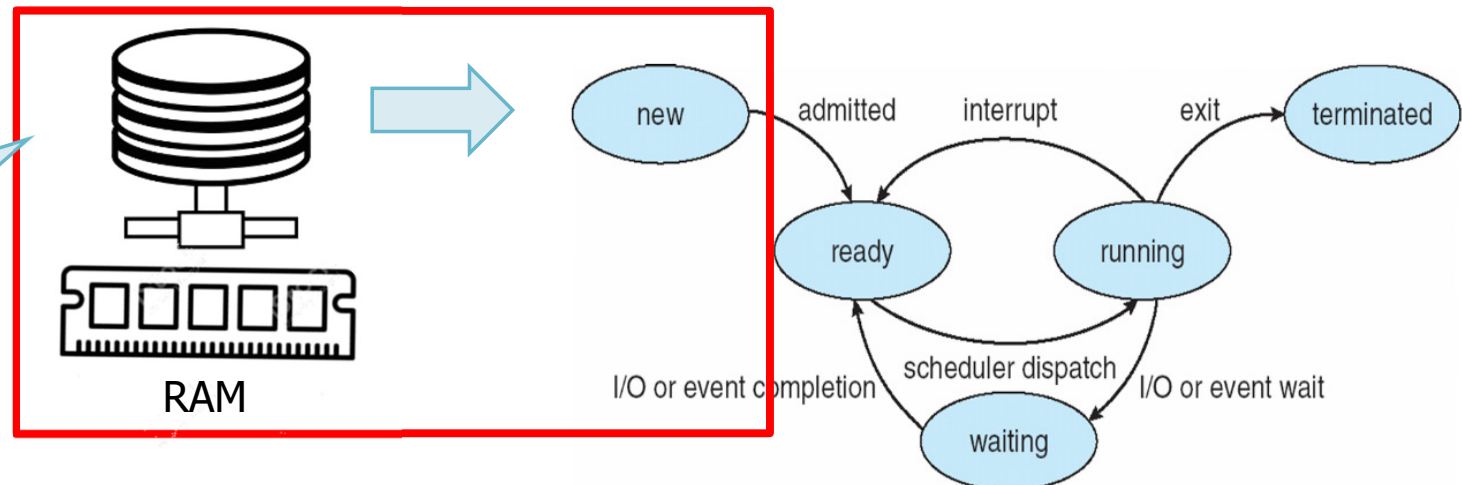 new
admitted
interrupt
exit
terminated
ready
running
scheduler dispatch
I/O or event completion
I/O or event wait
RAM
waiting